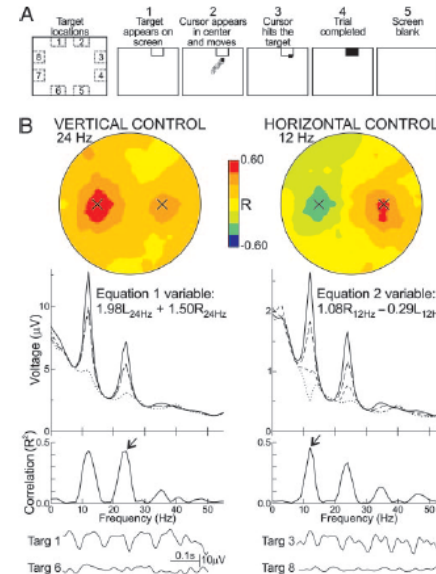 A
Target
locations
1 2
8 3
7 4
6 5
1
Target
appears on
screen
2
Cursor appears
in center
and moves
3
Cursor
hits the
target
4
Trial
completed
5
Screen
blank
B VERTICAL CONTROL
24 Hz
HORIZONTAL CONTROL
12 Hz
0.60
R
-0.60
Equation 1 variable:
1.98L24Hz + 1.50R24Hz
Equation 2 variable:
1.08R12Hz – 0.29L12H
Voltage (µV)
10
5
2
1
Correlation (R2)
0.5
0.0
0 10 20 30 40 50
Frequency (Hz)
0.5
0.0
0 10 20 30 40 50
Frequency (Hz)
Targ 1
Targ 6
0.1s
10µV
Targ 3
Targ 8